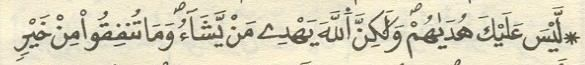 * لَّيْسَ عَلَيْكَ هُدَيٰهُمْ وَلَٰكِنَّ ٱللَّهَ يَهْدِے مَنْ يَّشَآءُ وَمَا تُنفِقُواْ مِنْ خَيْرٍ